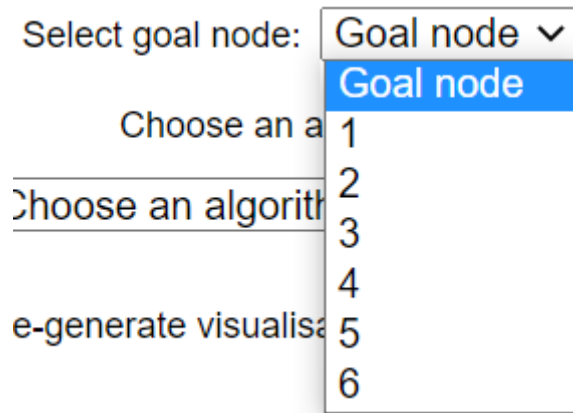 Select goal node: Goal node
Goal node
Choose an a
1
2
Choose an algorith
3
4
e-generate visualisa
5
6